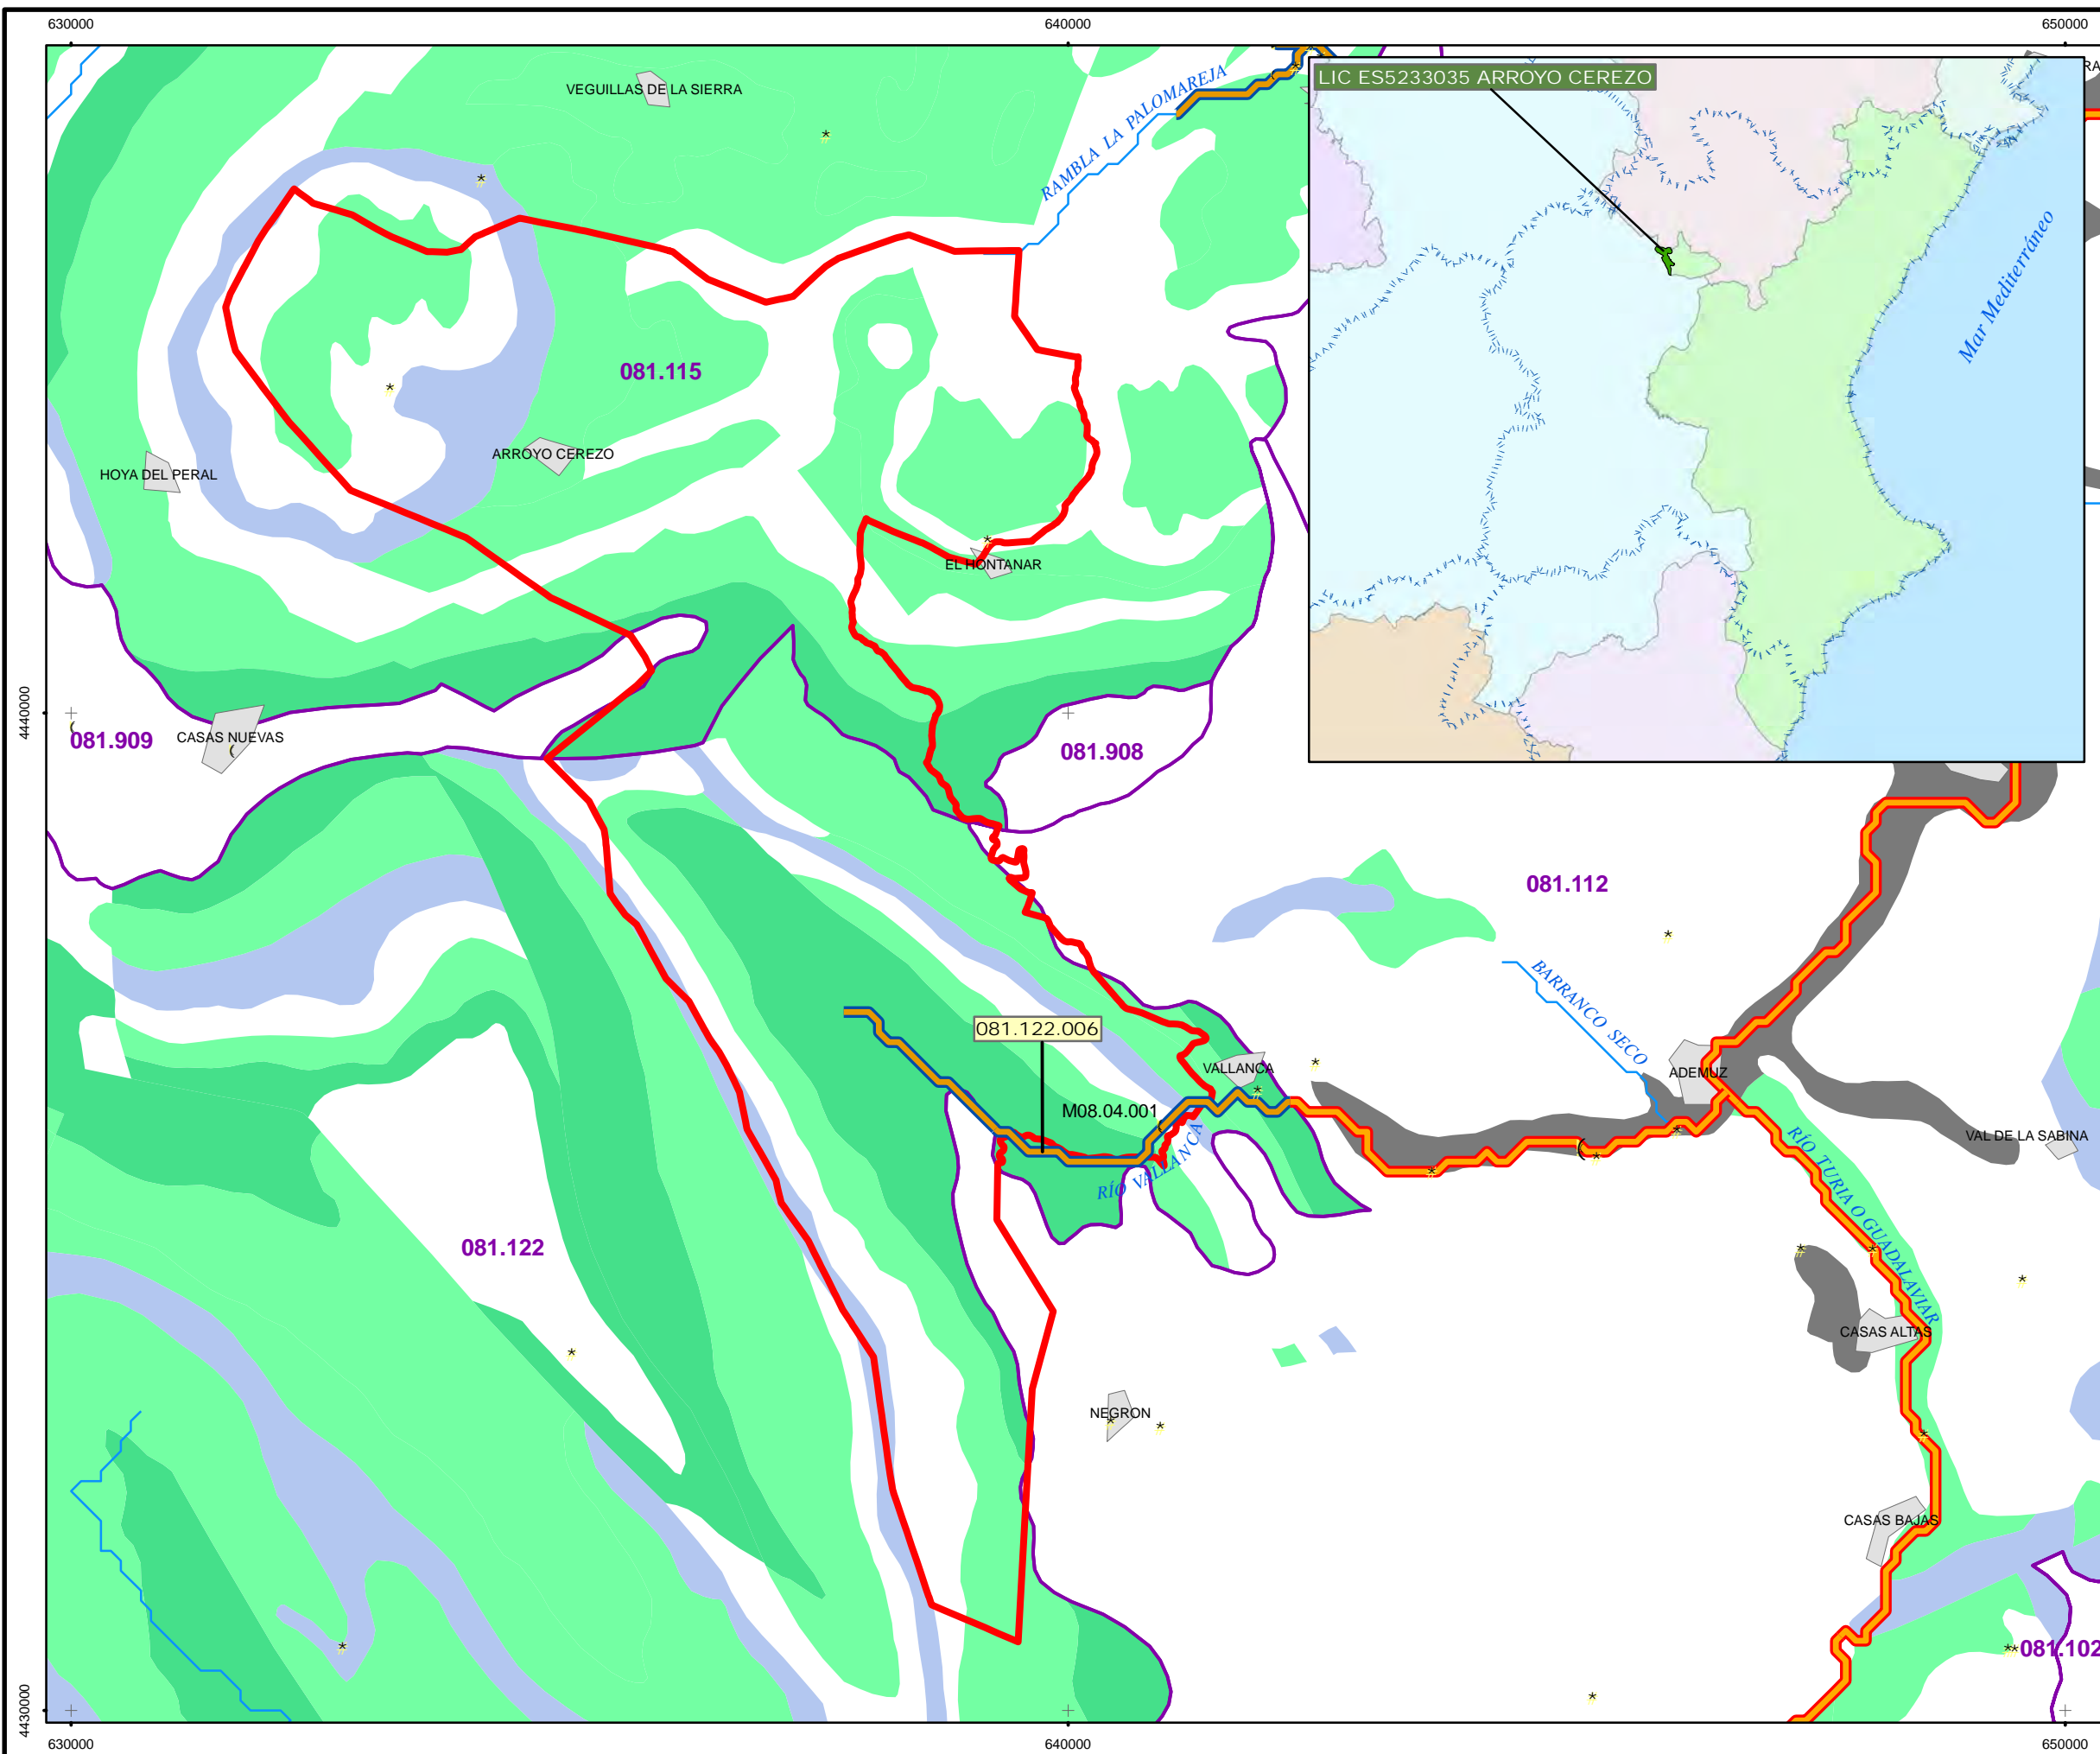 630000
640000
650000
LIC ES5233035 ARROYO CEREZO
VEGUILLAS DE LA SIERRA
RAMBLA LA PALOMAREJA
Mar Mediterráneo
081.115
ARROYO CEREZO
HOYA DEL PERAL
EL HONTANAR
4440000
081.909
CASAS NUEVAS
081.908
081.112
BARRANCO SECO
081.122.006
VALLANCA
ADEMUZ
M08.04.001
RÍO VALLANCA
RÍO TURIA O GUADALAVIAR
VAL DE LA SABINA
081.122
CASAS ALTAS
NEGRON
CASAS BAJAS
081.102
4430000
630000
640000
650000